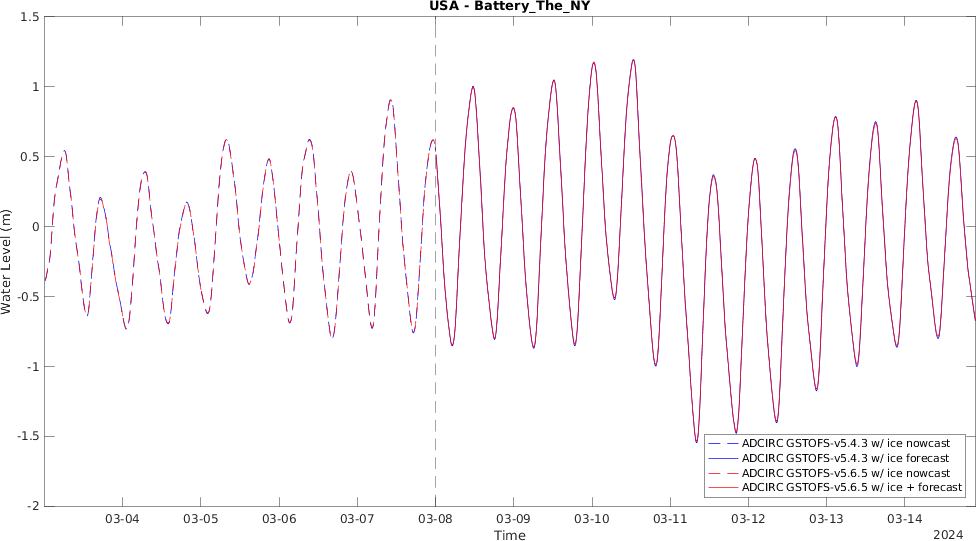 USA - Battery_The_NY
1.5
1
0.5
0
-0.5
-1
-1.5
-2
Water Level (m)
ADCIRC GSTOFS-v5.4.3 w/ ice nowcast
ADCIRC GSTOFS-v5.4.3 w/ ice forecast
ADCIRC GSTOFS-v5.6.5 w/ ice nowcast
ADCIRC GSTOFS-v5.6.5 w/ ice + forecast
03-04 03-05 03-06 03-07 03-08 03-09 03-10 03-11 03-12 03-13 03-14
Time
2024